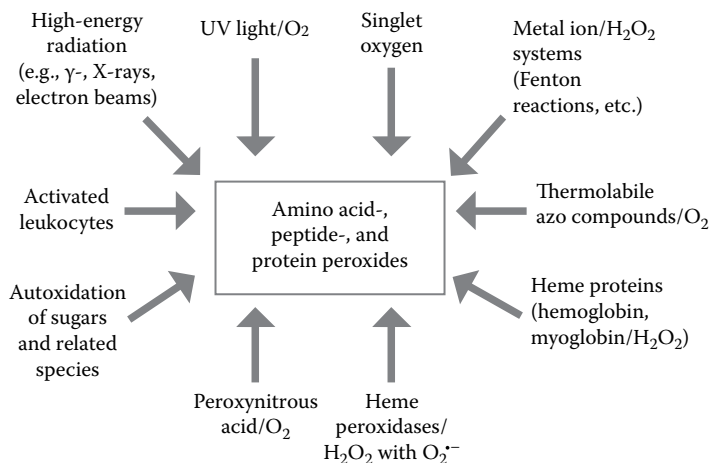 High-energy
radiation
(e.g., γ-, X-rays,
electron beams)
UV light/O2
Singlet
oxygen
Metal ion/H₂O₂
systems
(Fenton
reactions, etc.)
Activated
leukocytes
Amino acid-,
peptide-, and
protein peroxides
Thermolabile
azo compounds/O₂
Autoxidation
of sugars
and related
species
Heme proteins
(hemoglobin,
myoglobin/H₂O₂)
Peroxynitrous
acid/O₂
Heme
peroxidases/
H₂O₂ with O₂•−